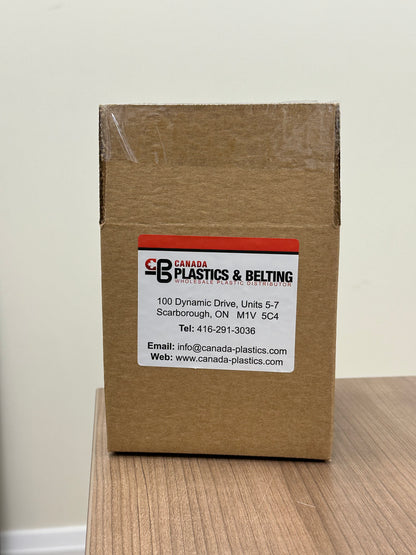 CANADA
PLASTICS & BELTING
WHOLESALE PLASTIC DISTRIBUTOR
100 Dynamic Drive, Units 5-7
Scarborough, ON M1V 5C4
Tel: 416-291-3036
Email: info@canada-plastics.com
Web: www.canada-plastics.com